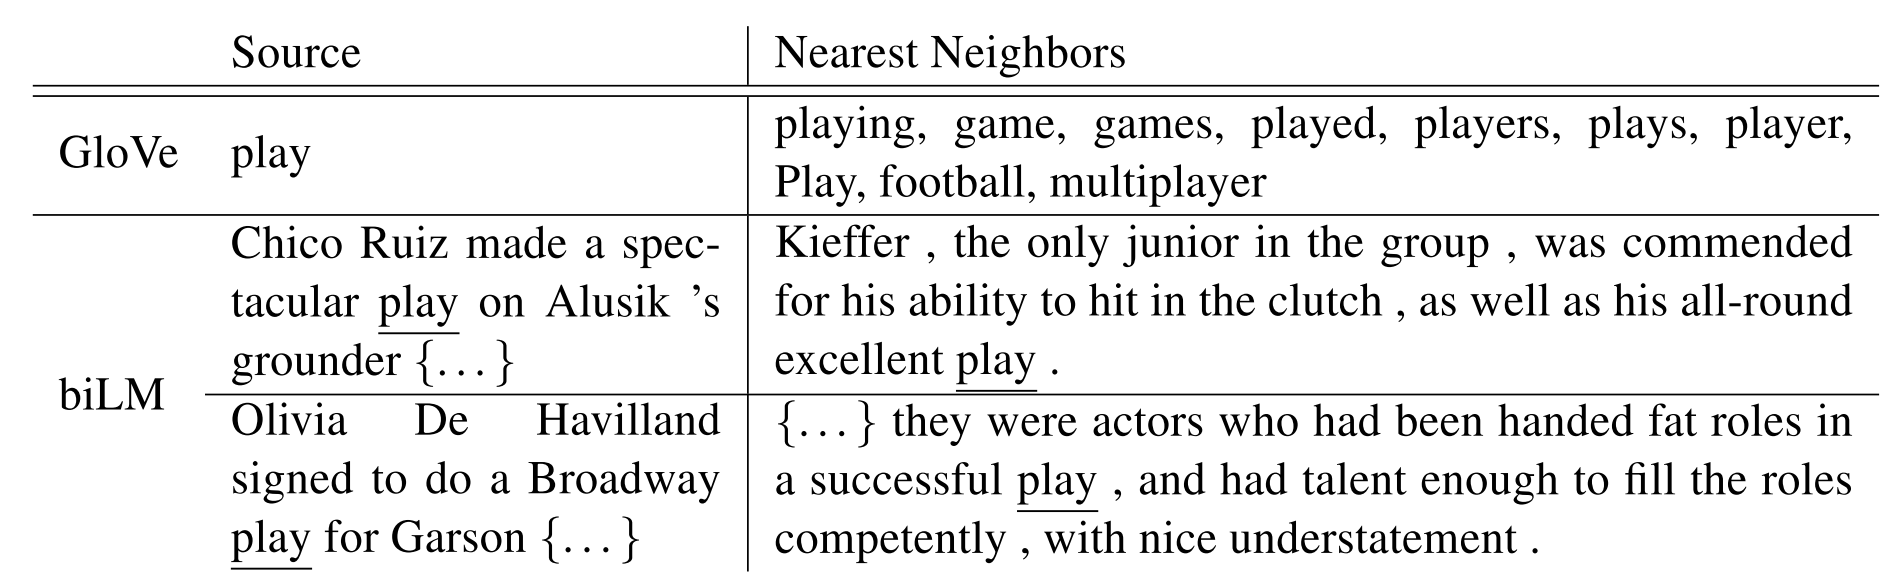 Source Nearest Neighbors
GloVe play playing, game, games, played, players, plays, player,
Play, football, multiplayer
biLM
Chico Ruiz made a spec-
tacular play on Alusik 's
grounder {...}
Kieffer , the only junior in the group , was commended
for his ability to hit in the clutch , as well as his all-round
excellent play .
Olivia De Havilland
signed to do a Broadway
play for Garson {...}
{...} they were actors who had been handed fat roles in
a successful play , and had talent enough to fill the roles
competently , with nice understatement .